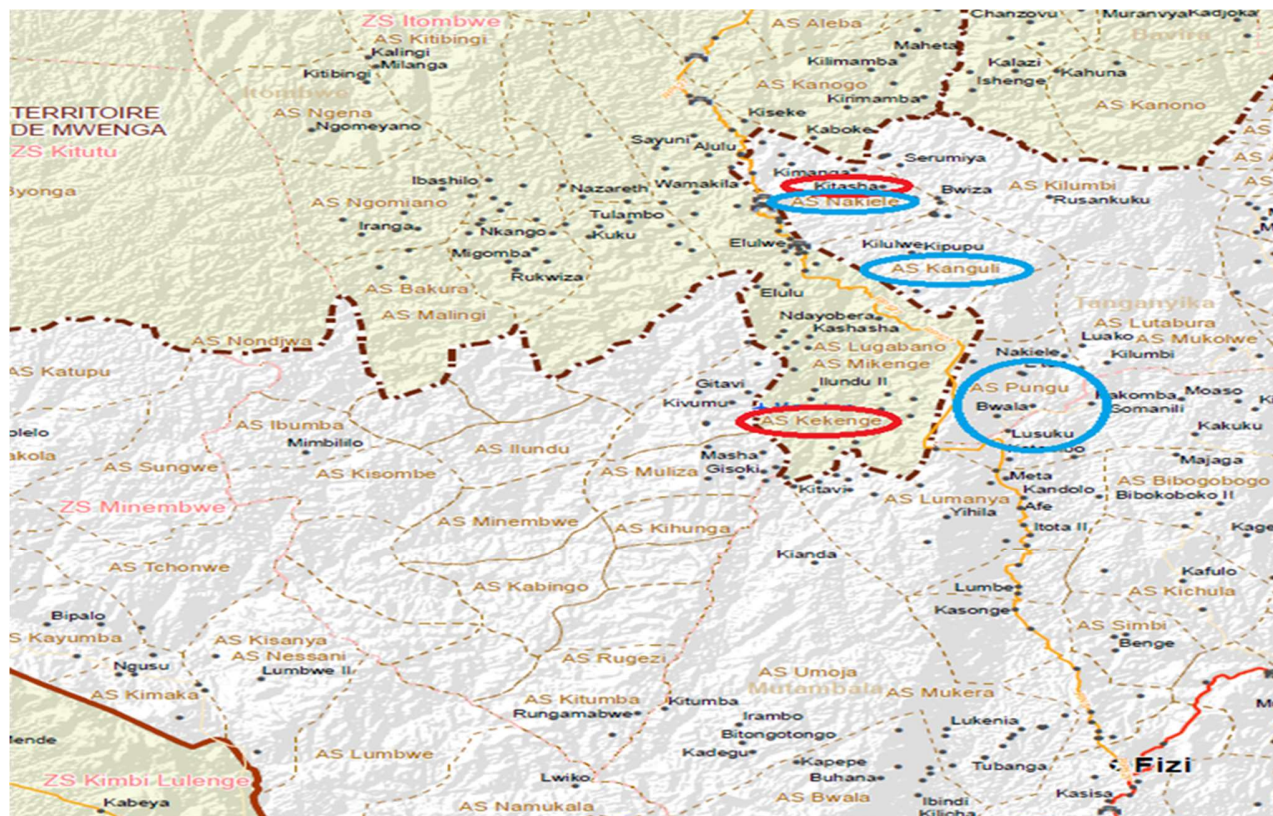 ZS Itombwe
AS Kitibingi
Kalingi
Milanga
Kitibingi
Itombwe
AS Ngena
Ngomeyano
TERRITOIRE
DE MWENGA
ZS Kitutu
AS Aleba
Maheta
Kilimamba
AS Kanogo
Kirimamba
Kiseke
Kaboke
Chanzovu
Muranvya
Kadjoka
Bavira
Kalazi
Kahuna
Ishenge
AS Kanono
Sayuni
Alulu
Serumiya
Kimanga
Kitasha
AS Nakiele
Bwiza
AS Kilumbi
Rusankuku
Ibashilo
Nazareth
Wamakila
AS Ngomiano
Tulambo
Iranga
Nkango
Kuku
Migomba
Rukwiza
Elulwe
Kilulwe
Kipupu
AS Kanguli
AS Bakura
AS Malingi
Elulu
Tanganyika
Ndayobera
Kashasha
AS Lutabura
AS Mukolwe
AS Nondjwa
AS Lugabano
Luako
Nakiele
Kilumbi
AS Mikenge
AS Katupu
Ilundu II
AS Pungu
Gitavi
Kivumu
Bwala
Moaso
Somanili
AS Kekenge
AS Ibumba
Mimbililo
Kakuku
Lusuku
AS Ilundu
Masha
Gisoki
AS Muliza
AS Sungwe
AS Kisombe
Majaga
Meta
AS Bibogobogo
Kitavi
Kandolo
Bibokoboko II
AS Lumanya
Afe
Yihila
ZS Minembwe
AS Minembwe
AS Kihunga
Itota II
Kianda
AS Tchonwe
AS Kabingo
Kafulo
Lumbe
AS Kichula
Kasonge
Bipalo
AS Kayumba
AS Kisanya
AS Nessani
AS Simbi
Benge
Ngusu
Lumbwe II
AS Rugezi
AS Umoja
AS Kimaka
Mutambala
AS Mukera
AS Kitumba
Kitumba
Rungamabwe
Irambo
Lukenia
Bitongotongo
Kadegu
AS Lumbwe
Kapepe
Tubanga
Fizi
ZS Kimbi Lulenge
Lwiko
Buhana
Kasisa
Kabeya
AS Namukala
AS Bwala
Ibindi